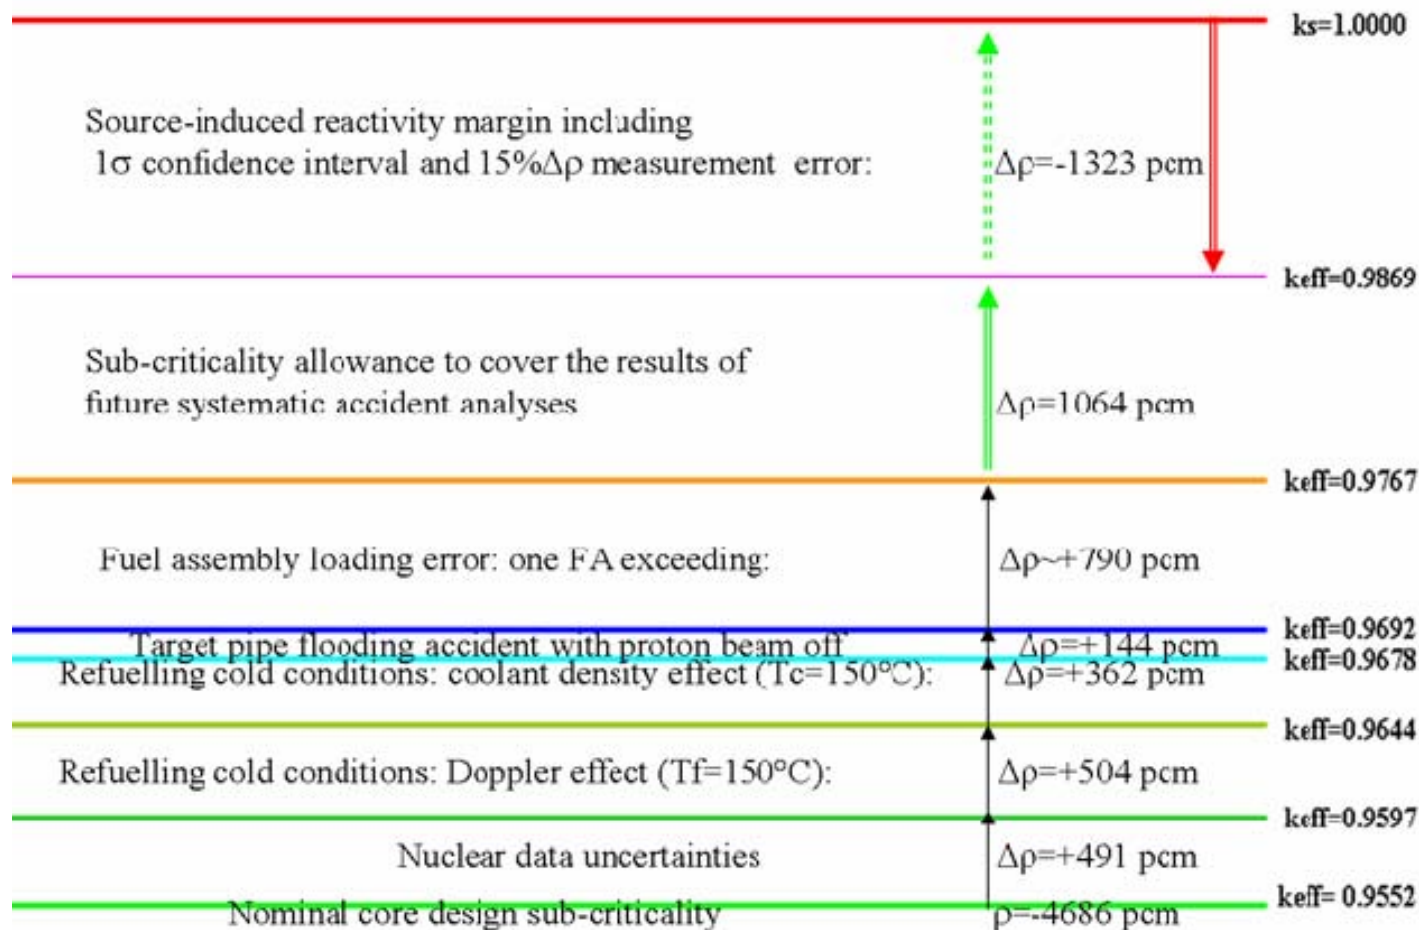 ks=1.0000
Source-induced reactivity margin including
1σ confidence interval and 15%Δρ measurement error: Δρ=-1323 pcm
keff=0.9869
Sub-criticality allowance to cover the results of
future systematic accident analyses Δρ=1064 pcm
keff=0.9767
Fuel assembly loading error: one FA exceeding: Δρ~+790 pcm
keff=0.9692
Target pipe flooding accident with proton beam off Δρ=+144 pcm
keff=0.9678
Refuelling cold conditions: coolant density effect (Tc=150°C): Δρ=+362 pcm
keff=0.9644
Refuelling cold conditions: Doppler effect (Tf=150°C): Δρ=+504 pcm
keff=0.9597
Nuclear data uncertainties Δρ=+491 pcm
keff= 0.9552
Nominal core design sub-criticality ρ=-4686 pcm